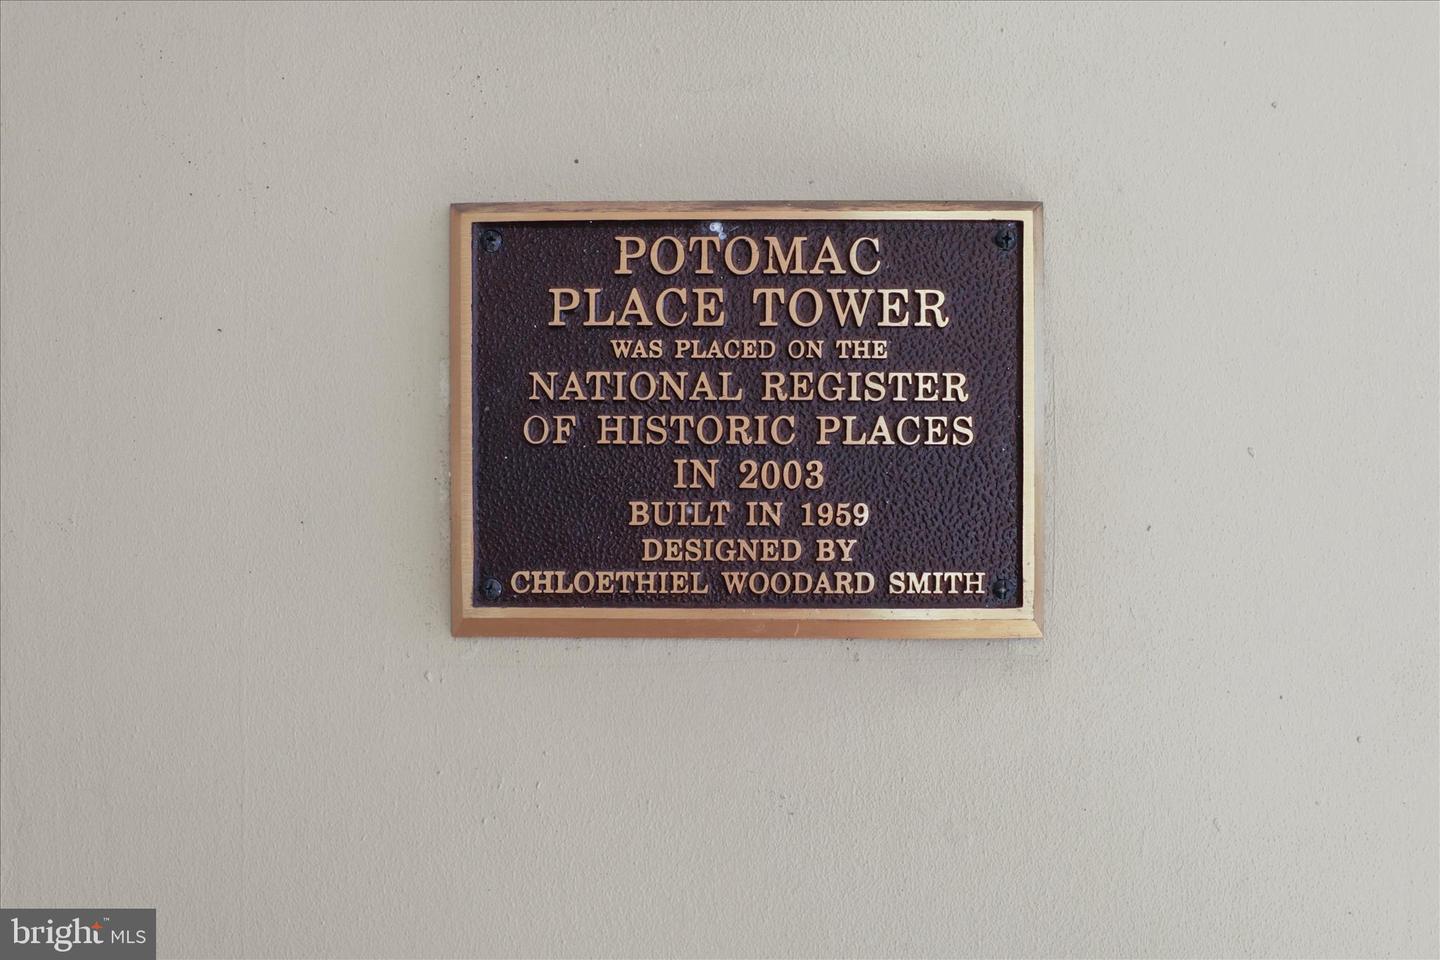 POTOMAC
PLACE TOWER
WAS PLACED ON THE
NATIONAL REGISTER
OF HISTORIC PLACES
IN 2003
BUILT IN 1959
DESIGNED BY
CHLOETHIEL WOODARD SMITH
bright™ MLS